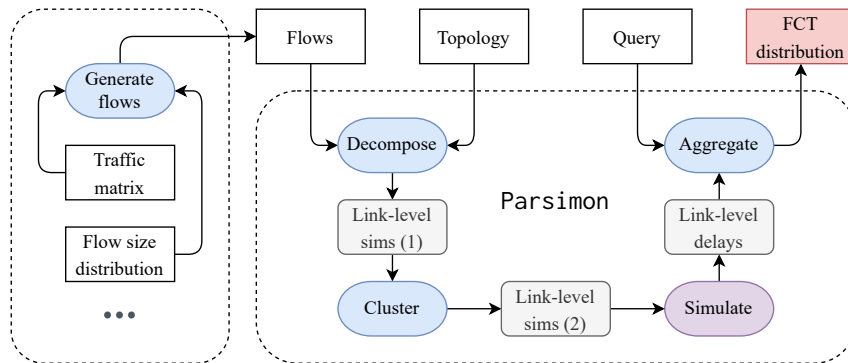 Generate
flows
Traffic
matrix
Flow size
distribution
Flows
Topology
Query
FCT
distribution
Decompose
Aggregate
Link-level
sims (1)
Parsimon
Link-level
delays
Cluster
Link-level
sims (2)
Simulate